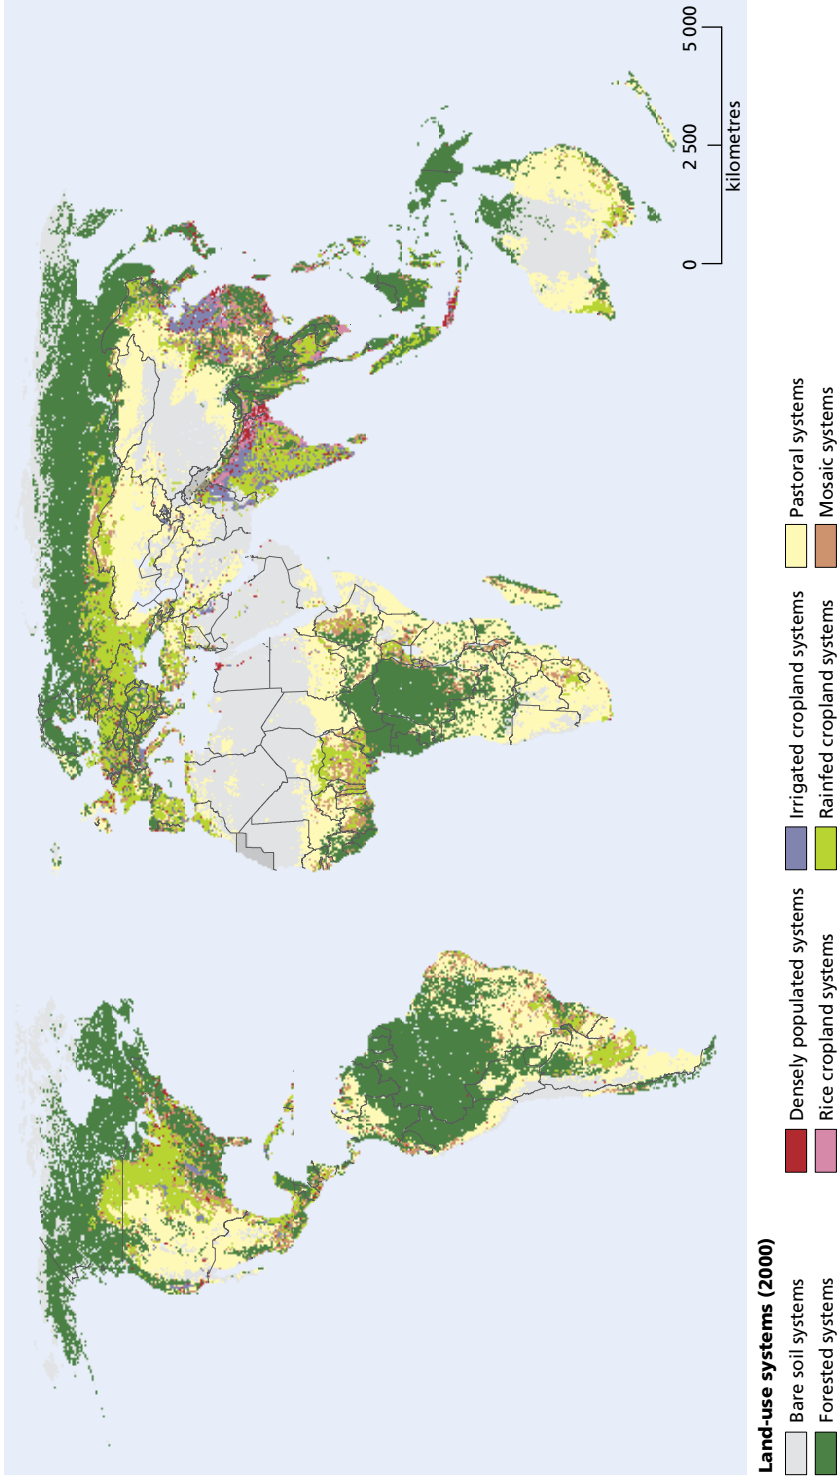 0 2 500 5 000
kilometres
Land-use systems (2000)
Bare soil systems Densely populated systems Irrigated cropland systems Pastoral systems
Forested systems Rice cropland systems Rainfed cropland systems Mosaic systems